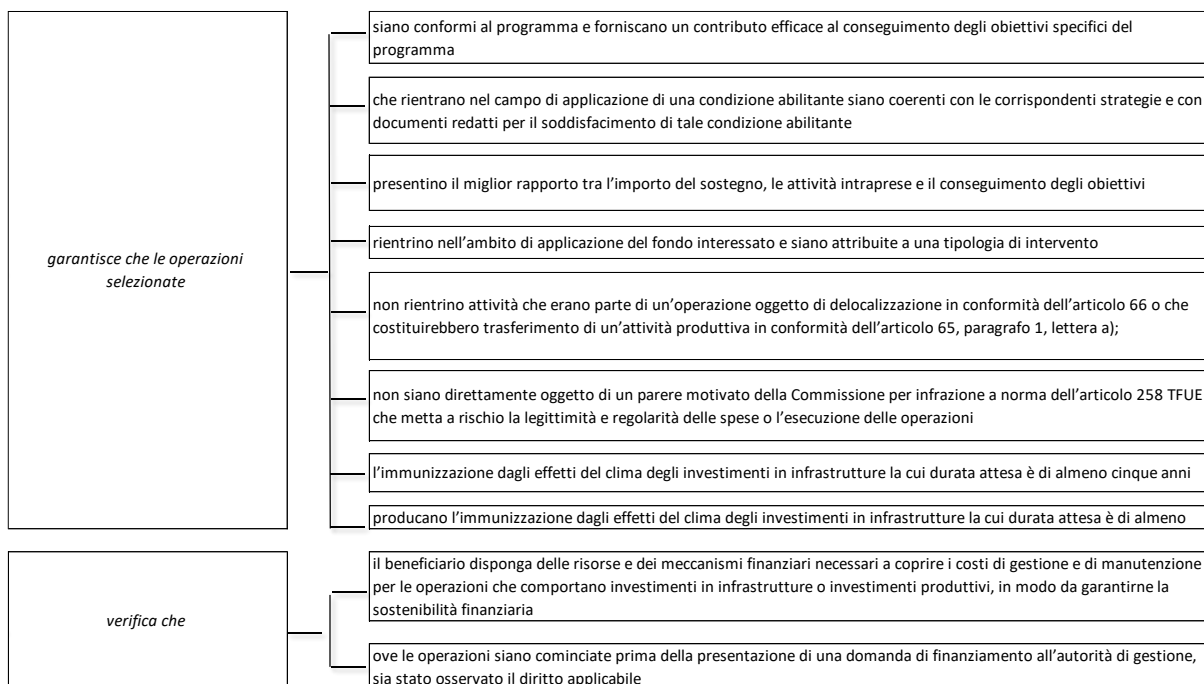 siano conformi al programma e forniscano un contributo efficace al conseguimento degli obiettivi specifici del
programma
che rientrano nel campo di applicazione di una condizione abilitante siano coerenti con le corrispondenti strategie e con
documenti redatti per il soddisfacimento di tale condizione abilitante
presentino il miglior rapporto tra l’importo del sostegno, le attività intraprese e il conseguimento degli obiettivi
garantisce che le operazioni
selezionate
rientrino nell’ambito di applicazione del fondo interessato e siano attribuite a una tipologia di intervento
non rientrino attività che erano parte di un’operazione oggetto di delocalizzazione in conformità dell’articolo 66 o che
costituirebbero trasferimento di un’attività produttiva in conformità dell’articolo 65, paragrafo 1, lettera a);
non siano direttamente oggetto di un parere motivato della Commissione per infrazione a norma dell’articolo 258 TFUE
che metta a rischio la legittimità e regolarità delle spese o l’esecuzione delle operazioni
l’immunizzazione dagli effetti del clima degli investimenti in infrastrutture la cui durata attesa è di almeno cinque anni
producano l’immunizzazione dagli effetti del clima degli investimenti in infrastrutture la cui durata attesa è di almeno
verifica che
il beneficiario disponga delle risorse e dei meccanismi finanziari necessari a coprire i costi di gestione e di manutenzione
per le operazioni che comportano investimenti in infrastrutture o investimenti produttivi, in modo da garantirne la
sostenibilità finanziaria
ove le operazioni siano cominciate prima della presentazione di una domanda di finanziamento all’autorità di gestione,
sia stato osservato il diritto applicabile